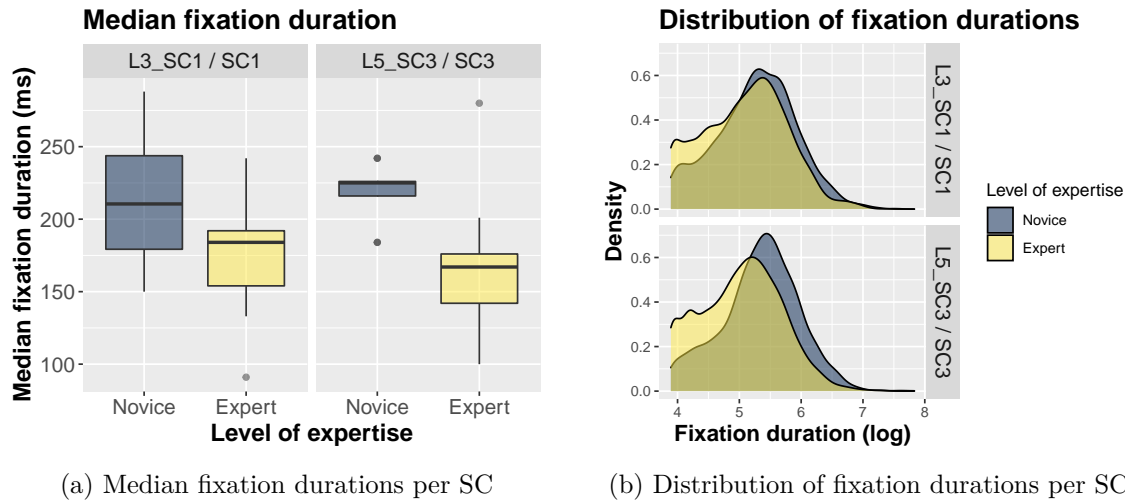 Median fixation duration
L3_SC1 / SC1
L5_SC3 / SC3
Median fixation duration (ms)
250
200
150
100
Novice
Expert
Novice
Expert
Level of expertise
(a) Median fixation durations per SC
Distribution of fixation durations
Density
0.6
0.4
0.2
0.0
L3_SC1 / SC1
0.6
0.4
0.2
0.0
L5_SC3 / SC3
4
5
6
7
8
Fixation duration (log)
Level of expertise
Novice
Expert
(b) Distribution of fixation durations per SC